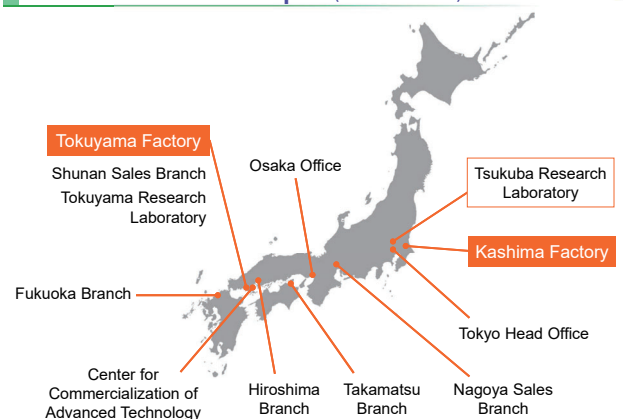 Tokuyama Factory
Shunan Sales Branch
Tokuyama Research
Laboratory
Osaka Office
Tsukuba Research
Laboratory
Kashima Factory
Fukuoka Branch
Tokyo Head Office
Center for
Commercialization of
Advanced Technology
Hiroshima
Branch
Takamatsu
Branch
Nagoya Sales
Branch